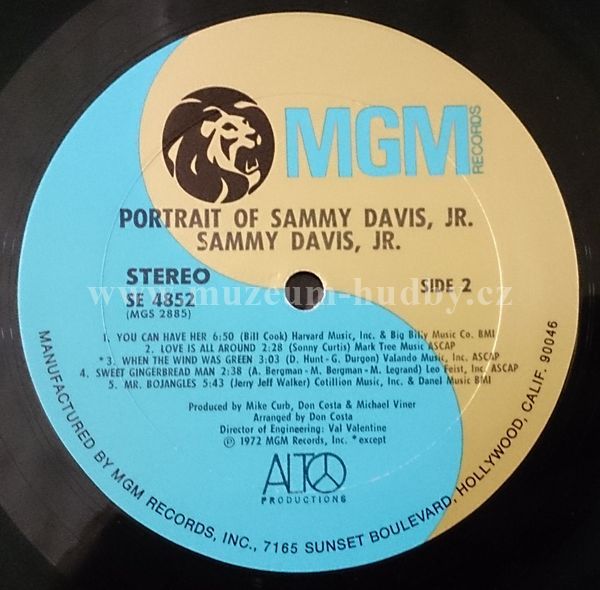 MGM
RECORDS
PORTRAIT OF SAMMY DAVIS, JR.
SAMMY DAVIS, JR.
STEREO
SE 4852
(MGS 2885)
SIDE 2
www.muzeum-hudby.cz
1. YOU CAN HAVE HER 6:50 (Bill Cook) Harvard Music, Inc. & Big Billy Music Co. BMI
2. LOVE IS ALL AROUND 2:28 (Sonny Curtis) Mark Tree Music ASCAP
*3. WHEN THE WIND WAS GREEN 3:03 (D. Hunt - G. Durgon) Valando Music, Inc. ASCAP
4. SWEET GINGERBREAD MAN 2:38 (A. Bergman - M. Bergman - M. Legrand) Leo Feist, Inc. ASCAP
5. MR. BOJANGLES 5:43 (Jerry Jeff Walker) Cotillion Music, Inc. & Danel Music BMI
Produced by Mike Curb, Don Costa & Michael Viner
Arranged by Don Costa
Director of Engineering: Val Valentine
Ⓟ 1972 MGM Records, Inc. *except
ALTO
PRODUCTIONS
MANUFACTURED BY MGM RECORDS, INC., 7165 SUNSET BOULEVARD, HOLLYWOOD, CALIF. 90046